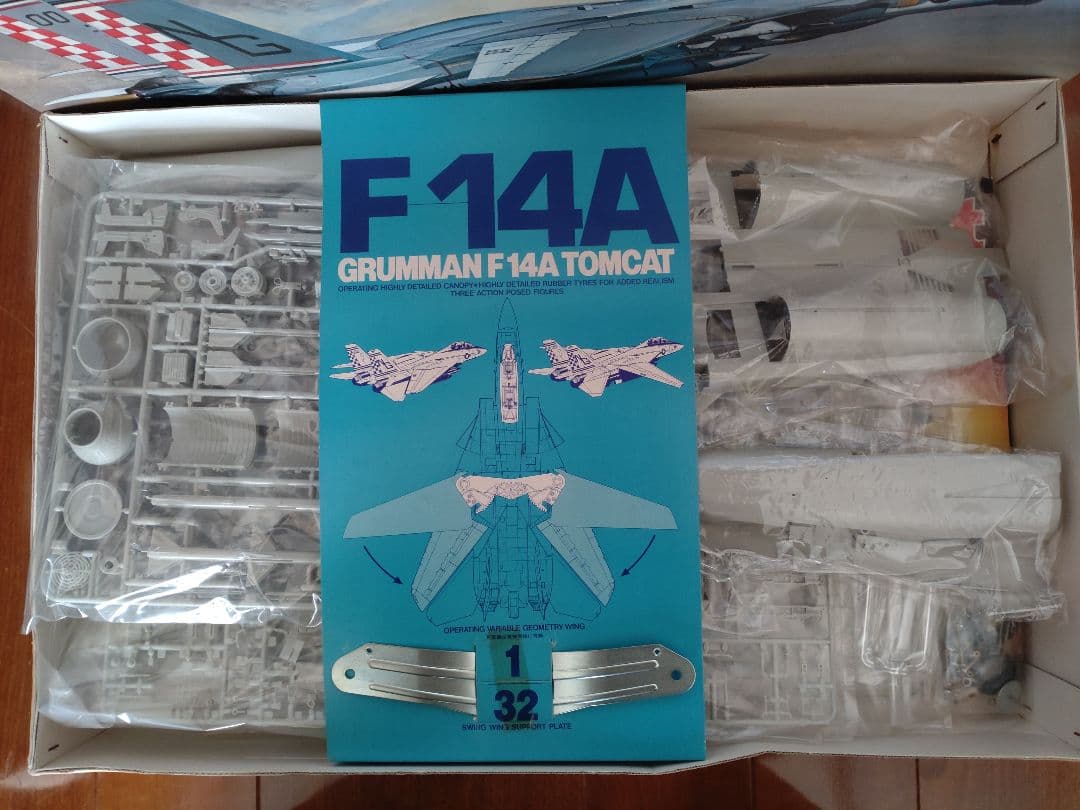 F 14A
GRUMMAN F 14A TOMCAT
OPERATING HIGHLY DETAILED CANOPY★HIGHLY DETAILED RUBBER TYRES FOR ADDED REALISM
THREE ACTION POSED FIGURES
OPERATING VARIABLE GEOMETRY WING
1
32
SWING WING SUPPORT PLATE